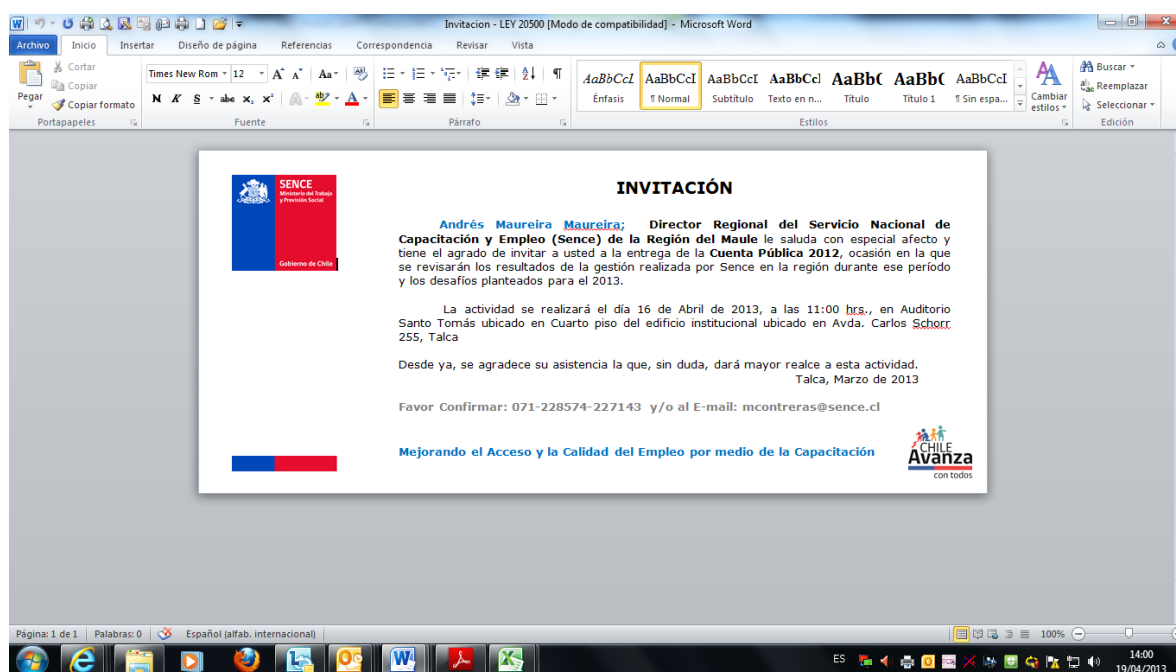 Invitacion - LEY 20500 [Modo de compatibilidad] - Microsoft Word
Archivo Inicio Insertar Diseño de página Referencias Correspondencia Revisar Vista
Pegar
Cortar
Copiar
Copiar formato
Portapapeles
Times New Rom 12
N K S abc x₂ x²
Fuente
Párrafo
AaBbCcI AaBbCcI AaBbCcI AaBbCcI AaBbC AaBbC AaBbCcI
Énfasis ¶ Normal Subtítulo Texto en n... Título Título 1 ¶ Sin espa...
Cambiar estilos
Estilos
Buscar
Reemplazar
Seleccionar
Edición
SENCE
Ministerio del Trabajo
y Previsión Social
Gobierno de Chile
INVITACIÓN
Andrés Maureira Maureira; Director Regional del Servicio Nacional de
Capacitación y Empleo (Sence) de la Región del Maule le saluda con especial afecto y
tiene el agrado de invitar a usted a la entrega de la Cuenta Pública 2012, ocasión en la que
se revisarán los resultados de la gestión realizada por Sence en la región durante ese período
y los desafíos planteados para el 2013.
La actividad se realizará el día 16 de Abril de 2013, a las 11:00 hrs., en Auditorio
Santo Tomás ubicado en Cuarto piso del edificio institucional ubicado en Avda. Carlos Schorr
255, Talca
Desde ya, se agradece su asistencia la que, sin duda, dará mayor realce a esta actividad.
Talca, Marzo de 2013
Favor Confirmar: 071-228574-227143 y/o al E-mail: mcontreras@sence.cl
Mejorando el Acceso y la Calidad del Empleo por medio de la Capacitación
CHILE
Avanza
con todos
Página: 1 de 1 Palabras: 0 Español (alfab. internacional) 100%
ES 14:00
19/04/2013